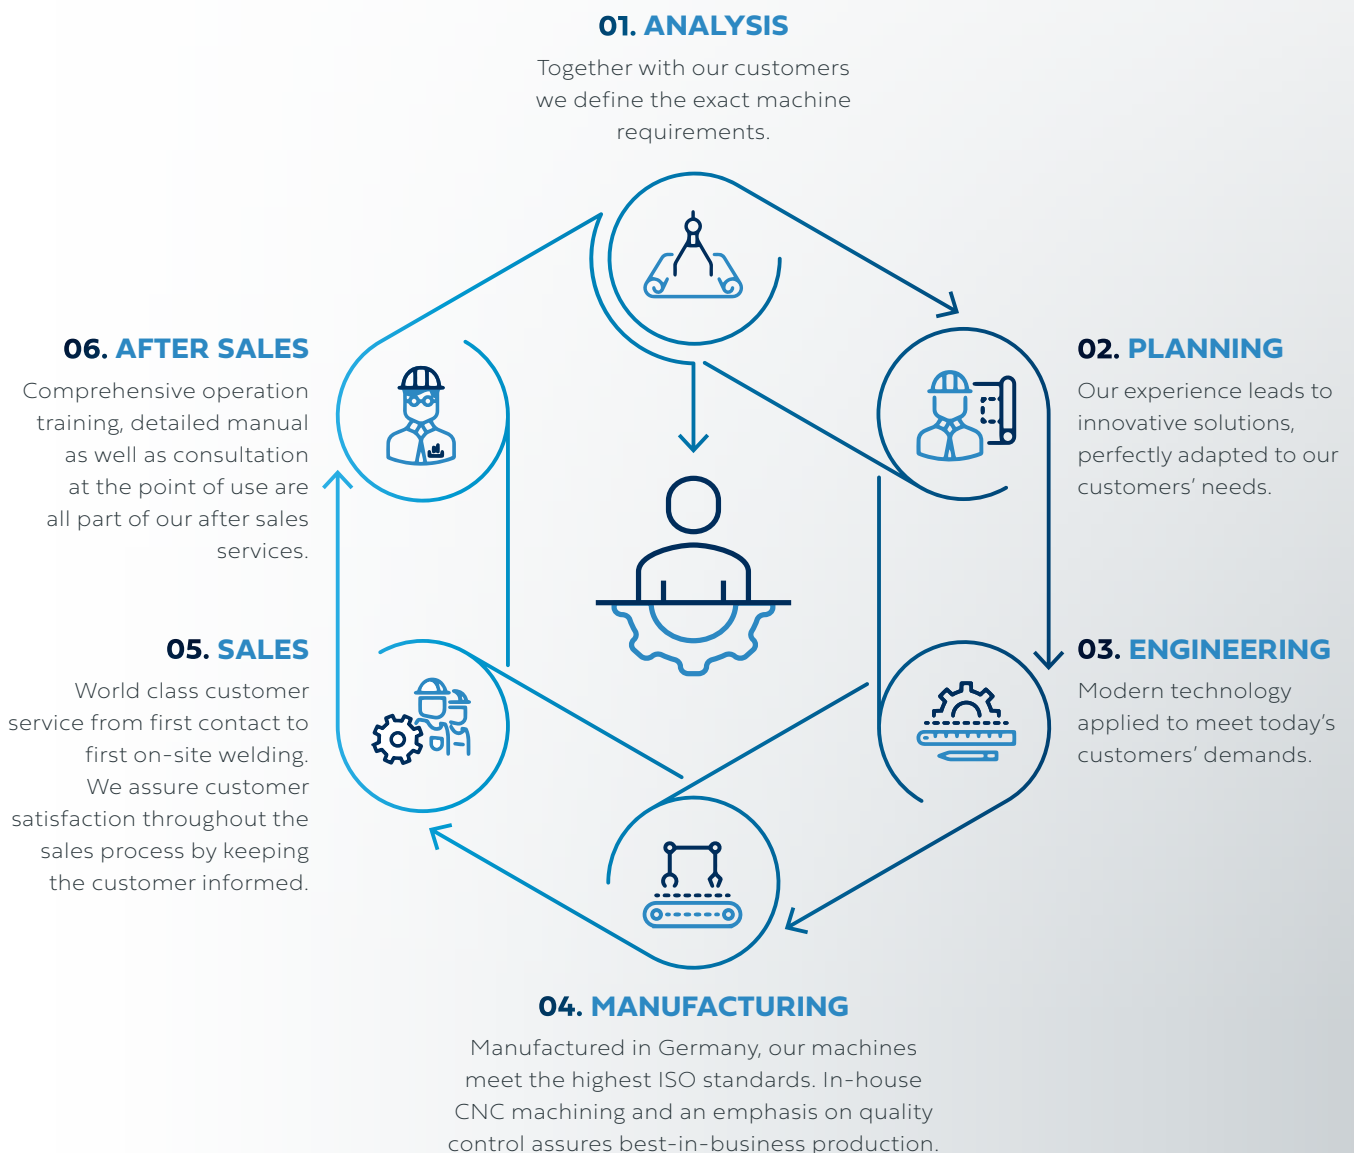 01. ANALYSIS
Together with our customers
we define the exact machine
requirements.
02. PLANNING
Our experience leads to
innovative solutions,
perfectly adapted to our
customers’ needs.
03. ENGINEERING
Modern technology
applied to meet today’s
customers’ demands.
04. MANUFACTURING
Manufactured in Germany, our machines
meet the highest ISO standards. In-house
CNC machining and an emphasis on quality
control assures best-in-business production.
05. SALES
World class customer
service from first contact to
first on-site welding.
We assure customer
satisfaction throughout the
sales process by keeping
the customer informed.
06. AFTER SALES
Comprehensive operation
training, detailed manual
as well as consultation
at the point of use are
all part of our after sales
services.